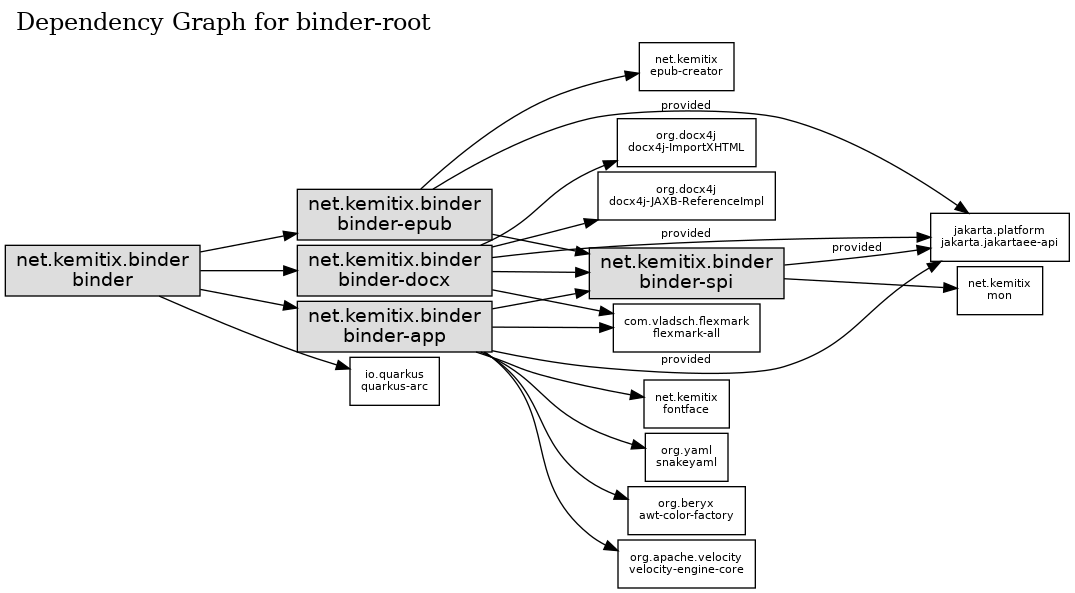 Dependency Graph for binder-root
net.kemitix
epub-creator
provided
org.docx4j
docx4j-ImportXHTML
org.docx4j
docx4j-JAXB-ReferenceImpl
net.kemitix.binder
binder-epub
provided
jakarta.platform
jakarta.jakartaee-api
net.kemitix.binder
binder
net.kemitix.binder
binder-docx
net.kemitix.binder
binder-spi
provided
net.kemitix
mon
net.kemitix.binder
binder-app
com.vladsch.flexmark
flexmark-all
provided
io.quarkus
quarkus-arc
net.kemitix
fontface
org.yaml
snakeyaml
org.beryx
awt-color-factory
org.apache.velocity
velocity-engine-core